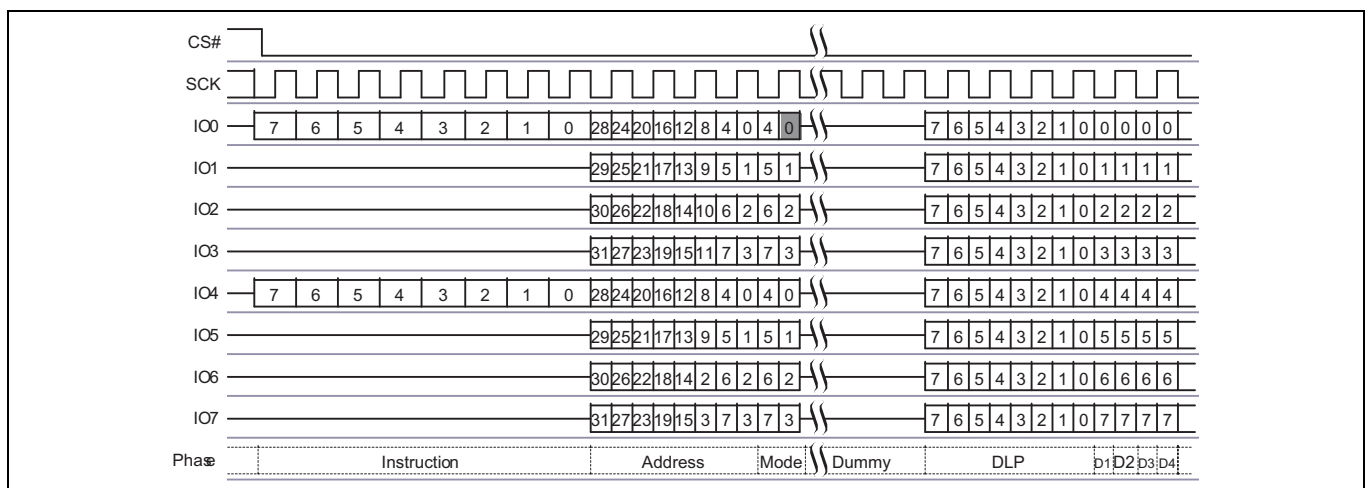 CS#
SCK
IO0 7 6 5 4 3 2 1 0 28 24 20 16 12 8 4 0 4 0 7 6 5 4 3 2 1 0 0 0 0 0
IO1 29 25 21 17 13 9 5 1 5 1 7 6 5 4 3 2 1 0 1 1 1 1
IO2 30 26 22 18 14 10 6 2 6 2 7 6 5 4 3 2 1 0 2 2 2 2
IO3 31 27 23 19 15 11 7 3 7 3 7 6 5 4 3 2 1 0 3 3 3 3
IO4 7 6 5 4 3 2 1 0 28 24 20 16 12 8 4 0 4 0 7 6 5 4 3 2 1 0 4 4 4 4
IO5 29 25 21 17 13 9 5 1 5 1 7 6 5 4 3 2 1 0 5 5 5 5
IO6 30 26 22 18 14 2 6 2 6 2 7 6 5 4 3 2 1 0 6 6 6 6
IO7 31 27 23 19 15 3 7 3 7 3 7 6 5 4 3 2 1 0 7 7 7 7
Phase Instruction Address Mode Dummy DLP D1 D2 D3 D4